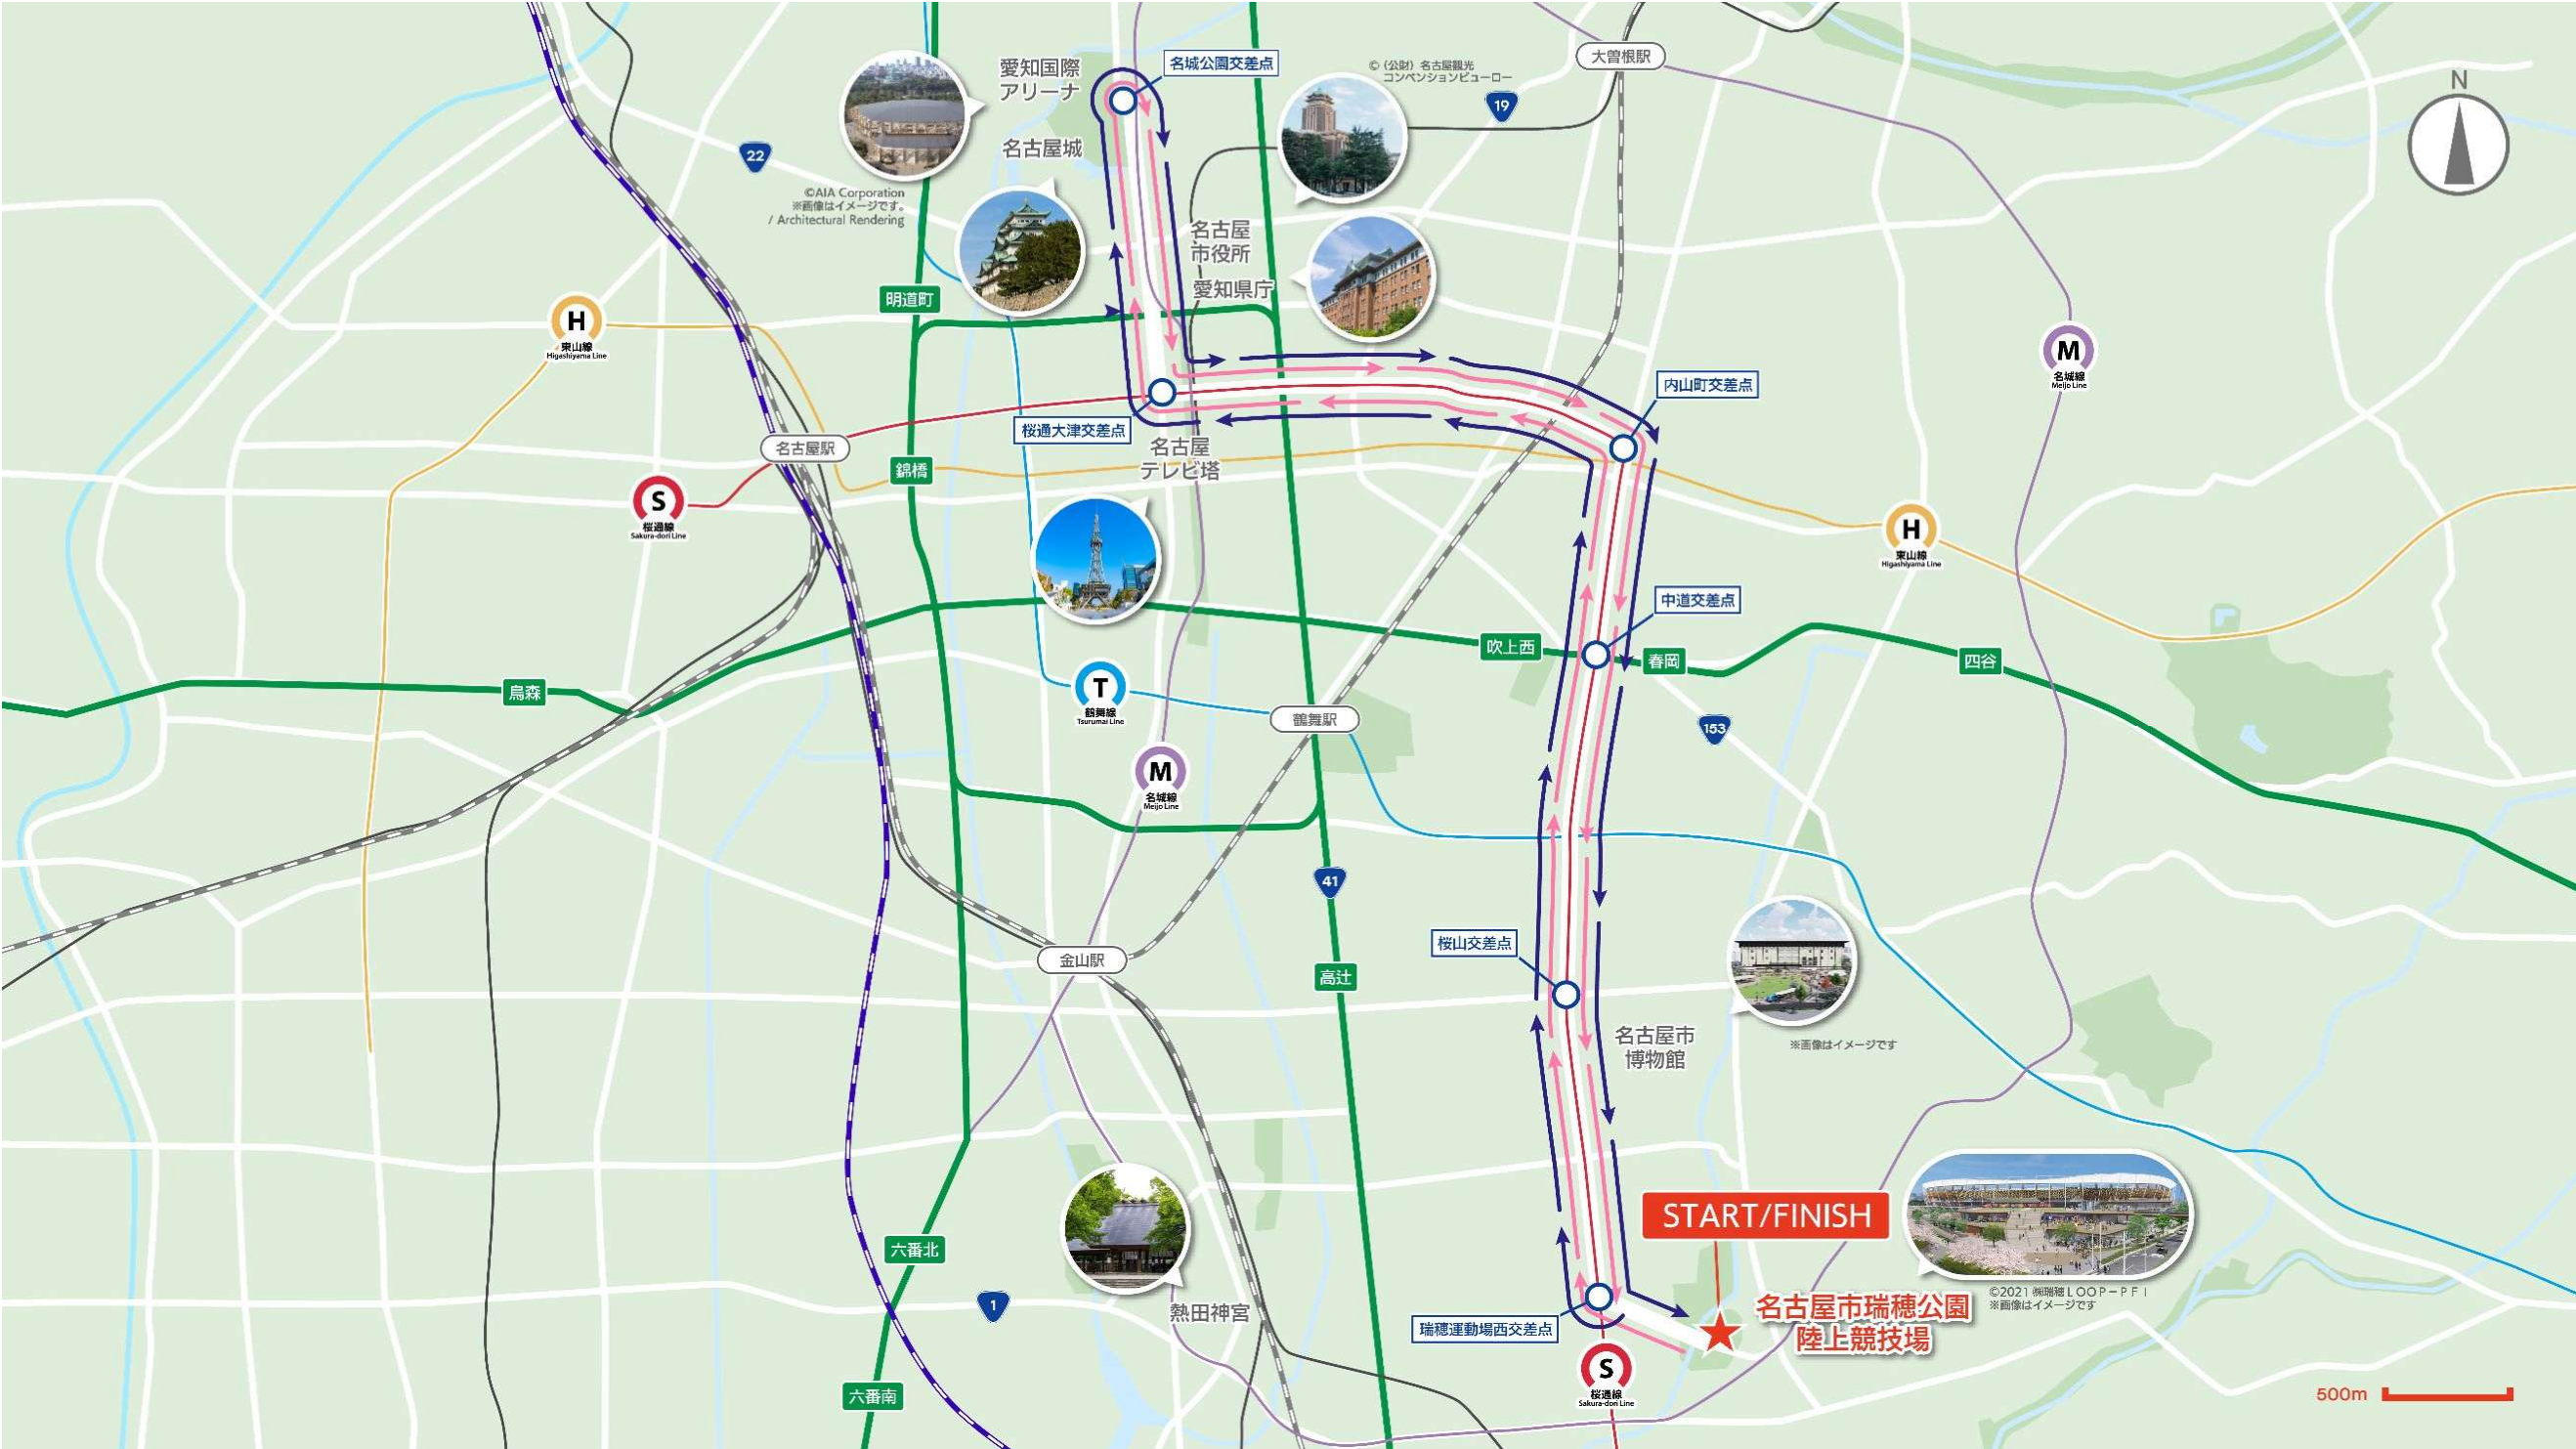 愛知国際
アリーナ
名城公園交差点
©（公財）名古屋観光
コンベンションビューロー
大曽根駅
N
19
22
名古屋城
©AIA Corporation
※画像はイメージです。
/ Architectural Rendering
名古屋
市役所
愛知県庁
明道町
H
東山線
Higashiyama Line
M
名城線
Meijo Line
内山町交差点
桜通大津交差点
名古屋駅
名古屋
テレビ塔
錦橋
S
桜通線
Sakura-dori Line
H
東山線
Higashiyama Line
中道交差点
吹上西
春岡
四谷
烏森
T
鶴舞線
Tsurumai Line
鶴舞駅
153
M
名城線
Meijo Line
41
桜山交差点
金山駅
高辻
名古屋市
博物館
※画像はイメージです
START/FINISH
六番北
1
熱田神宮
©2021 ㈱瑞穂LOOP-PFI
※画像はイメージです
名古屋市瑞穂公園
陸上競技場
瑞穂運動場西交差点
S
桜通線
Sakura-dori Line
六番南
500m